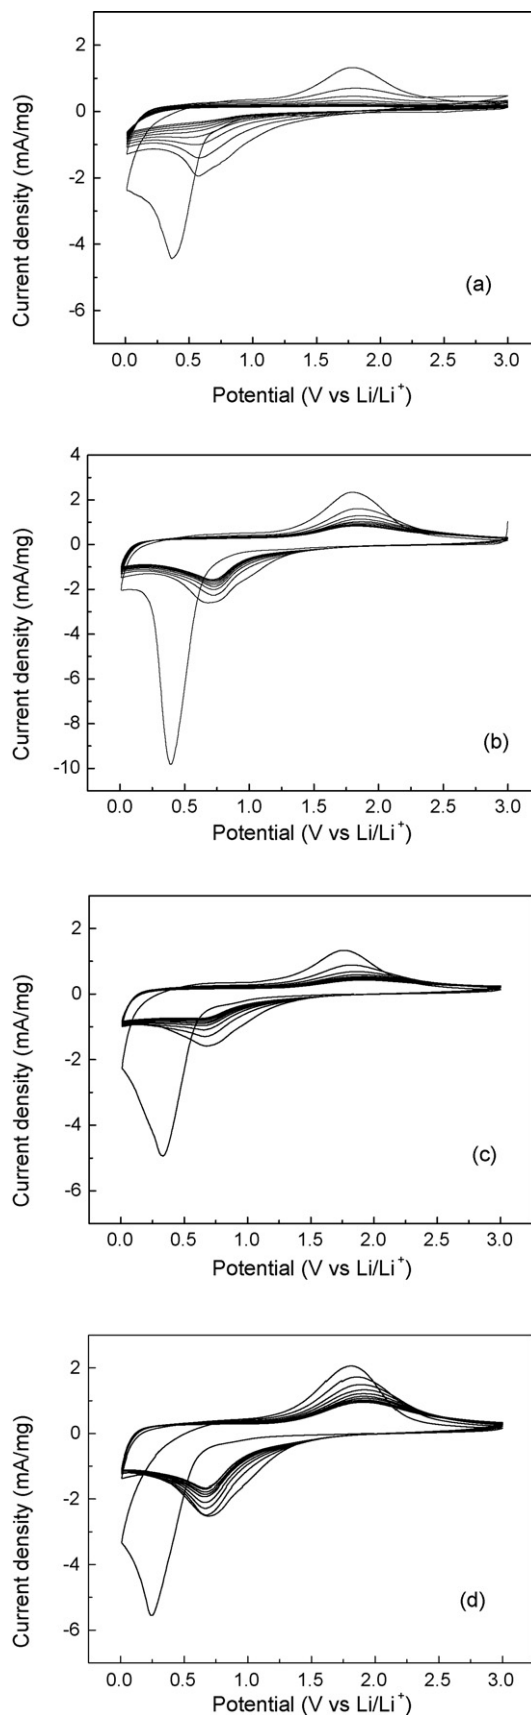 2
0
-2
-4
-6
Current density (mA/mg)
(a)
0.0 0.5 1.0 1.5 2.0 2.5 3.0
Potential (V vs Li/Li⁺)
4
2
0
-2
-4
-6
-8
-10
Current density (mA/mg)
(b)
0.0 0.5 1.0 1.5 2.0 2.5 3.0
Potential (V vs Li/Li⁺)
2
0
-2
-4
-6
Current density (mA/mg)
(c)
0.0 0.5 1.0 1.5 2.0 2.5 3.0
Potential (V vs Li/Li⁺)
2
0
-2
-4
-6
Current density (mA/mg)
(d)
0.0 0.5 1.0 1.5 2.0 2.5 3.0
Potential (V vs Li/Li⁺)